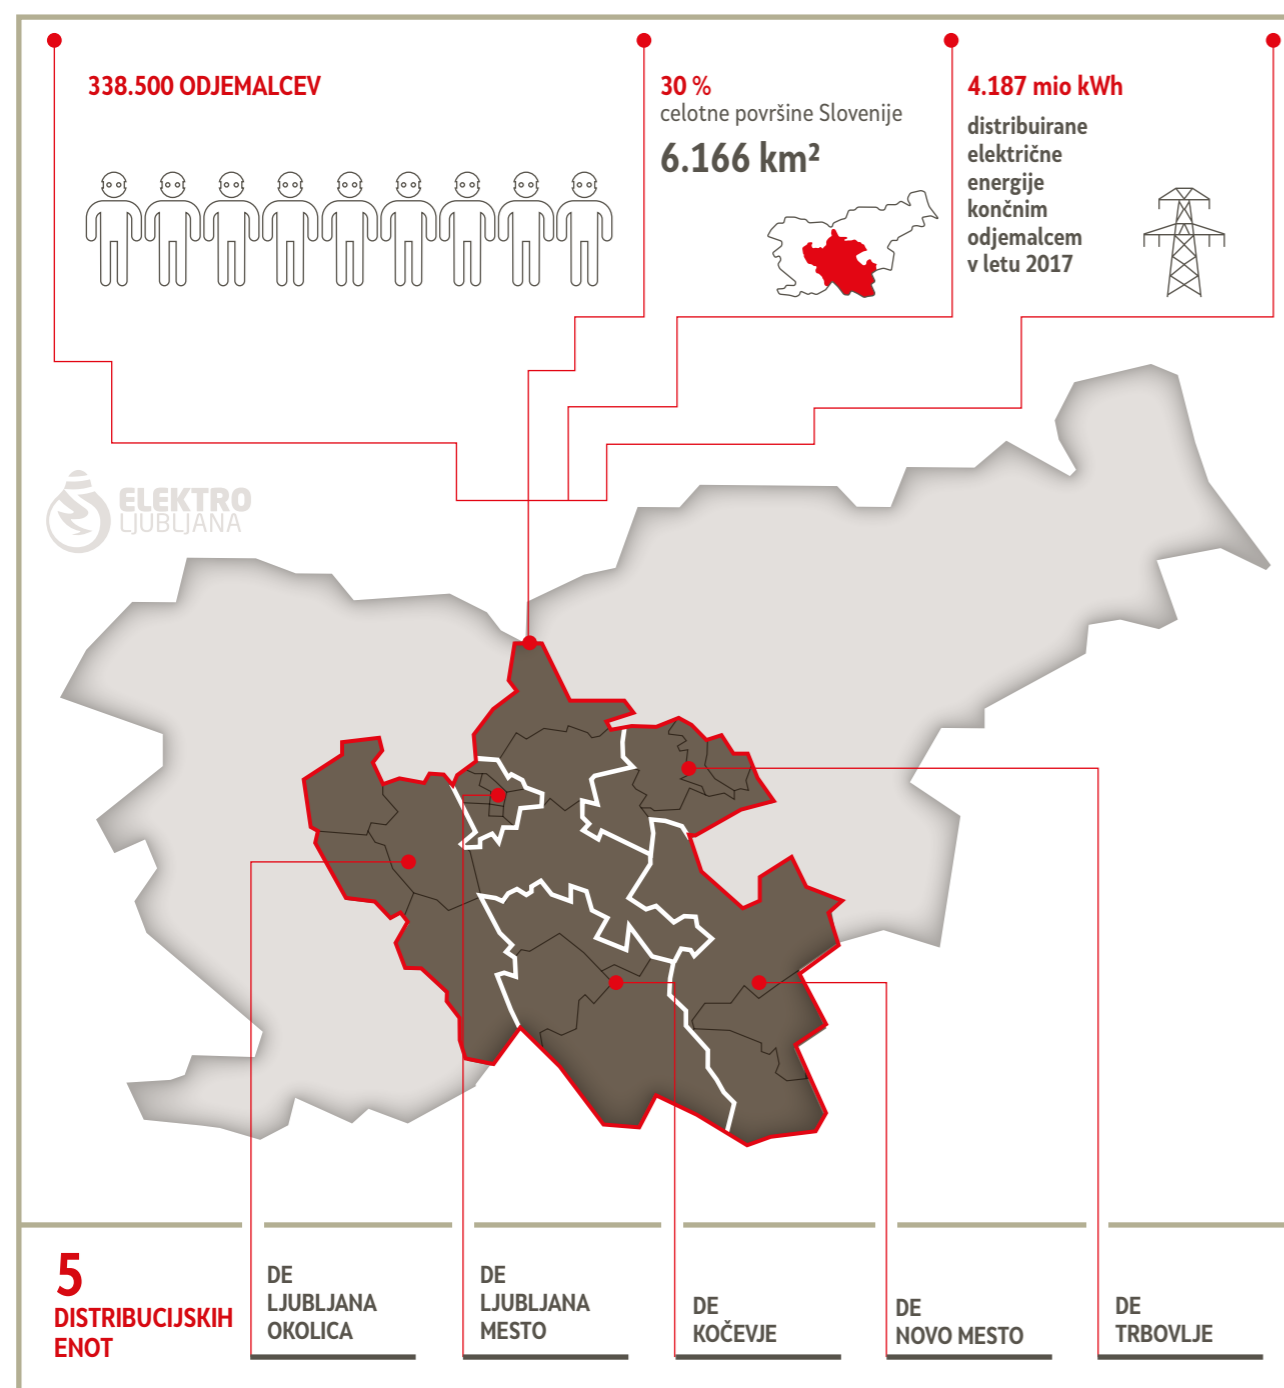 338.500 ODJEMALCEV
30 %
celotne površine Slovenije
6.166 km²
4.187 mio kWh
distribuirane
električne
energije
končnim
odjemalcem
v letu 2017
ELEKTRO
LJUBLJANA
5
DISTRIBUCIJSKIH
ENOT
DE
LJUBLJANA
OKOLICA
DE
LJUBLJANA
MESTO
DE
KOČEVJE
DE
NOVO MESTO
DE
TRBOVLJE